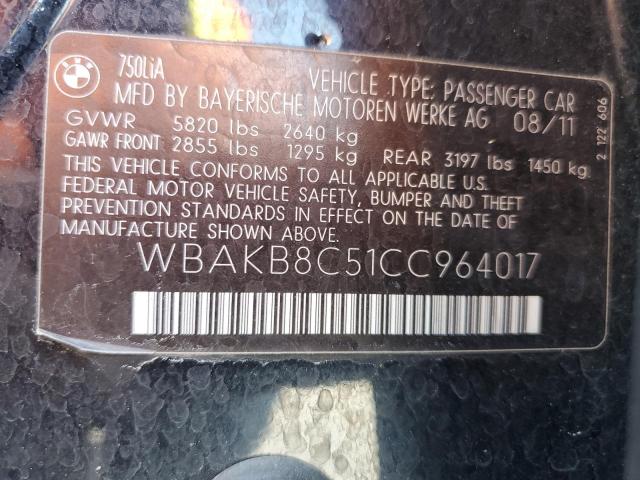 BMW
750LiA
VEHICLE TYPE: PASSENGER CAR
MFD BY BAYERISCHE MOTOREN WERKE AG 08/11
GVWR 5820 lbs 2640 kg
GAWR FRONT 2855 lbs 1295 kg REAR 3197 lbs 1450 kg
THIS VEHICLE CONFORMS TO ALL APPLICABLE U.S.
FEDERAL MOTOR VEHICLE SAFETY, BUMPER AND THEFT
PREVENTION STANDARDS IN EFFECT ON THE DATE OF
MANUFACTURE SHOWN ABOVE.
WBAKB8C51CC964017
2 122 606